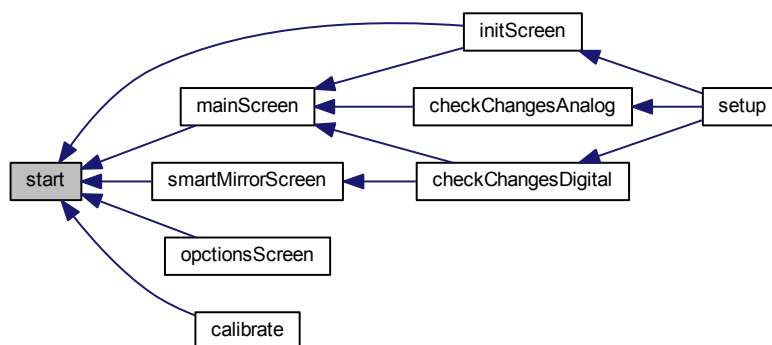 initScreen
mainScreen
checkChangesAnalog
setup
start
smartMirrorScreen
checkChangesDigital
opctionsScreen
calibrate